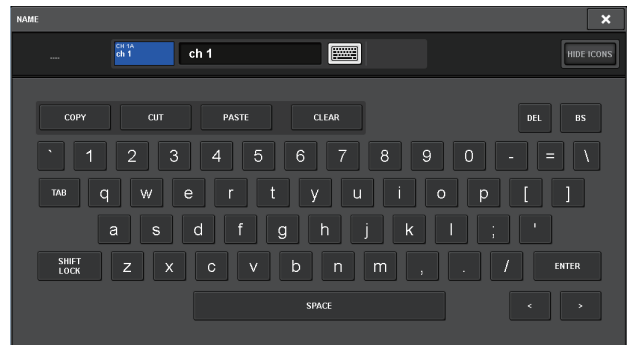 NAME ×
.... CH 1A
ch 1 ch 1 HIDE ICONS
COPY CUT PASTE CLEAR DEL BS
` 1 2 3 4 5 6 7 8 9 0 - = \
TAB q w e r t y u i o p [ ]
a s d f g h j k l ; '
SHIFT
LOCK z x c v b n m , . / ENTER
SPACE < >